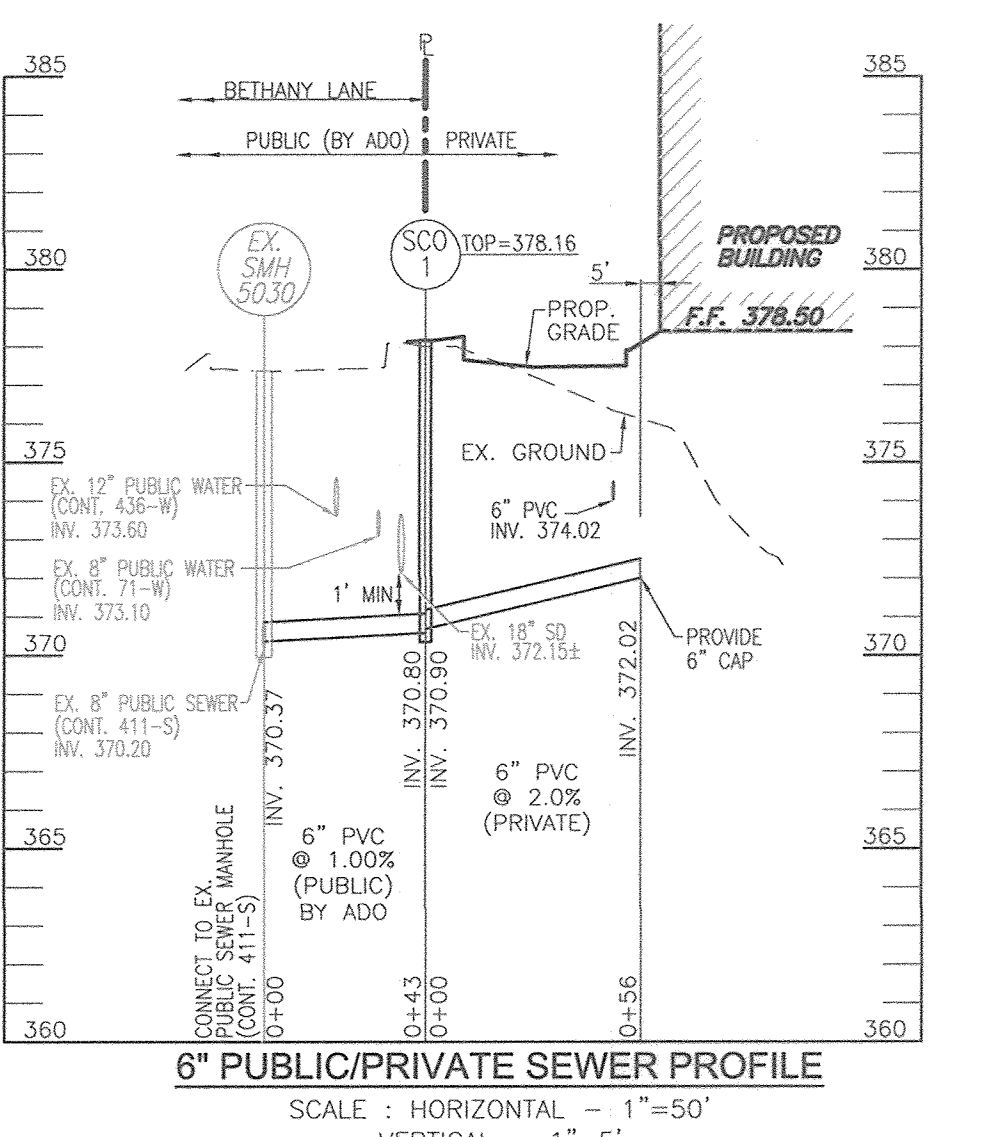 PL
385
385
BETHANY LANE
PUBLIC (BY ADO)
PRIVATE
EX.
SMH
5030
SCO
1
TOP=378.16
380
380
PROPOSED
BUILDING
5'
F.F. 378.50
PROP.
GRADE
375
375
EX. GROUND
EX. 12" PUBLIC WATER
(CONT. 436-W)
INV. 373.60
6" PVC
INV. 374.02
EX. 8" PUBLIC WATER
(CONT. 71-W)
INV. 373.10
1' MIN
EX. 18" SD
INV. 372.15±
PROVIDE
6" CAP
370
370
EX. 8" PUBLIC SEWER
(CONT. 411-S)
INV. 370.20
INV. 370.37
INV. 370.80
INV. 370.90
INV. 372.02
6" PVC
@ 2.0%
(PRIVATE)
365
365
6" PVC
@ 1.00%
(PUBLIC)
BY ADO
CONNECT TO EX.
PUBLIC SEWER MANHOLE
(CONT. 411-S)
0+00
0+43
0+00
0+56
360
360
6" PUBLIC/PRIVATE SEWER PROFILE
SCALE : HORIZONTAL - 1"=50'